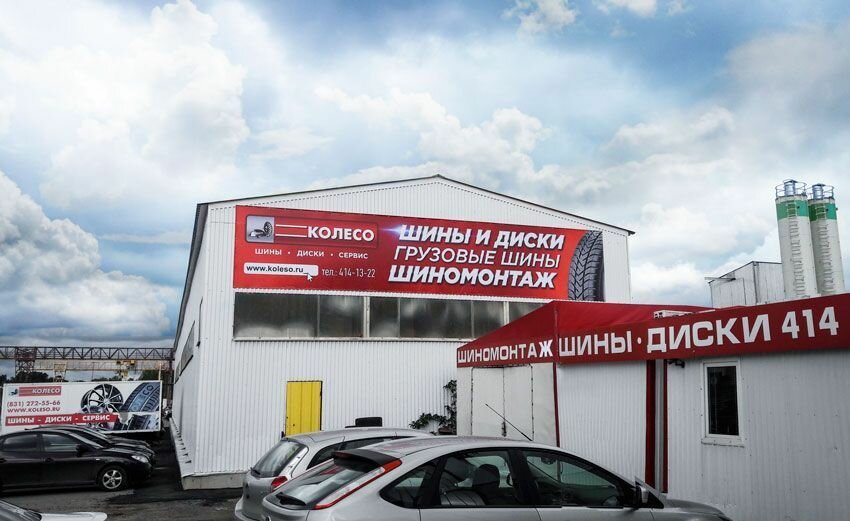 КОЛЕСО
ШИНЫ · ДИСКИ · СЕРВИС
www.koleso.ru тел.: 414-13-22
ШИНЫ И ДИСКИ
ГРУЗОВЫЕ ШИНЫ
ШИНОМОНТАЖ
ШИНОМОНТАЖ
ШИНЫ · ДИСКИ 414
КОЛЕСО
(831) 272-55-66
WWW.KOLESO.RU
ШИНЫ - ДИСКИ - СЕРВИС